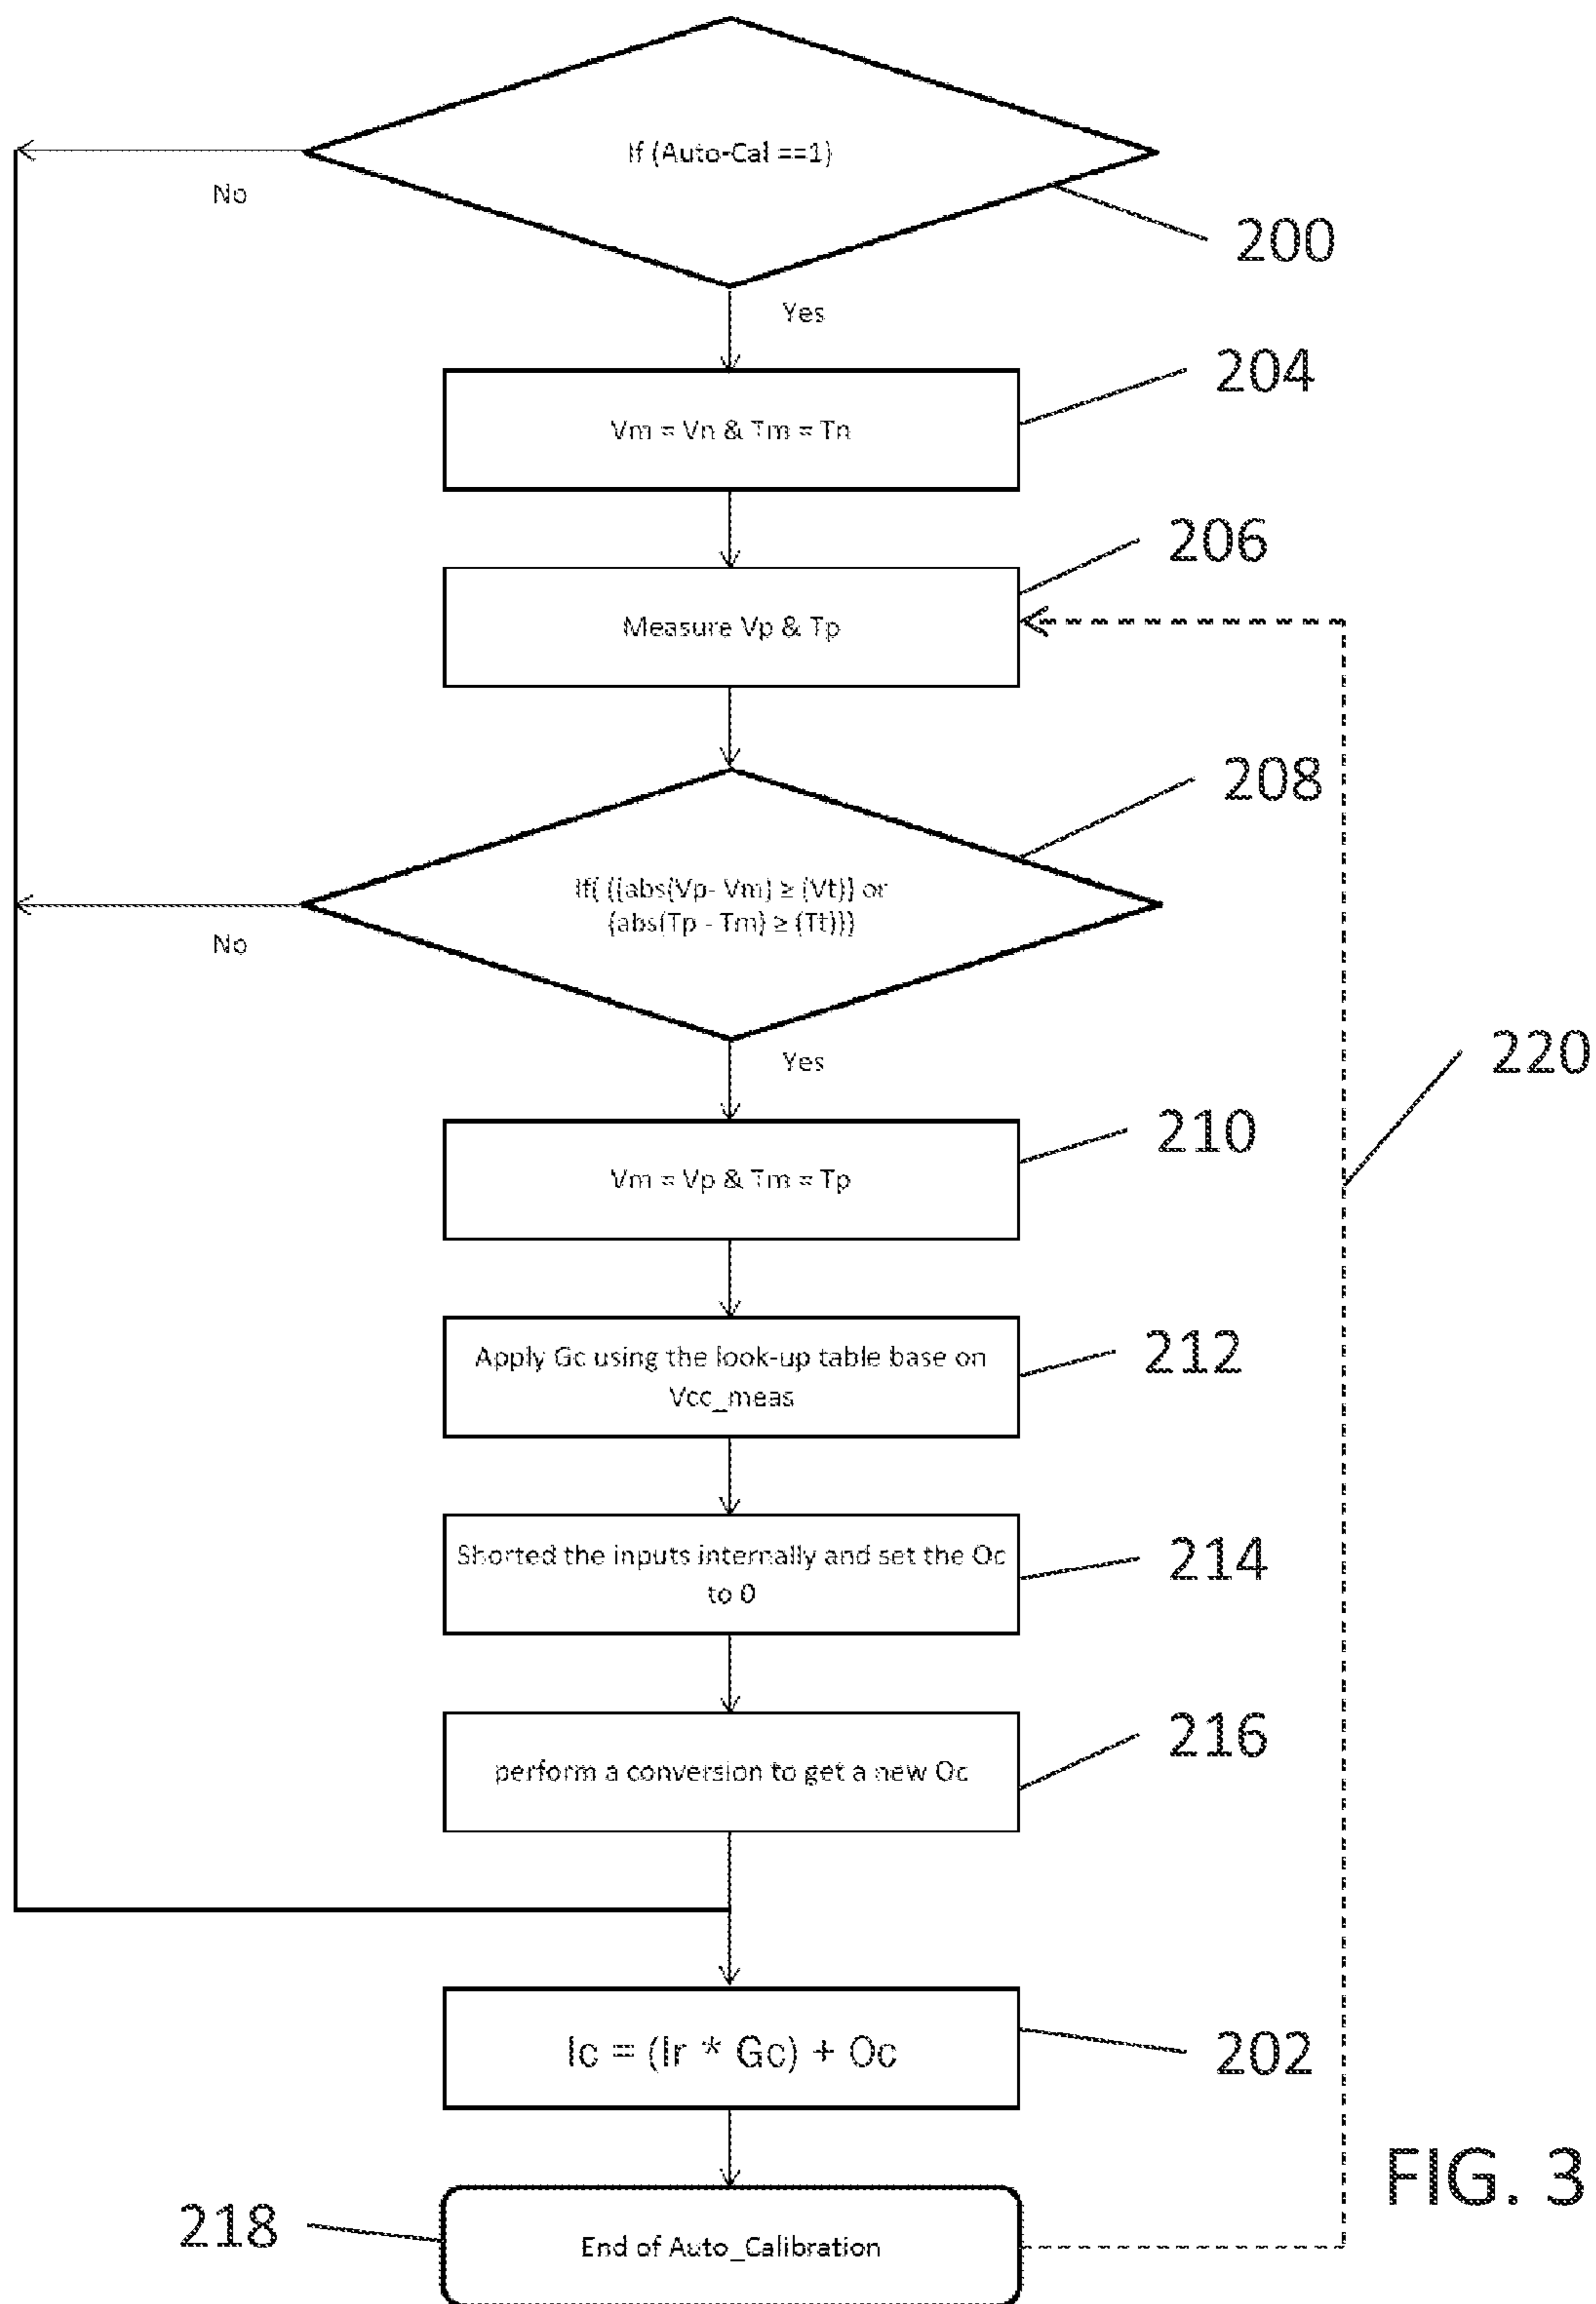 If (Auto-Cal ==1)
No
200
Yes
204
Vm = Vn & Tm = Tn
206
Measure Vp & Tp
208
If( ((abs(Vp- Vm) ≥ (Vt)) or
(abs(Tp - Tm) ≥ (Tt)))
No
220
Yes
210
Vm = Vp & Tm = Tp
212
Apply Gc using the look-up table base on
Vcc_meas
214
Shorted the inputs internally and set the Oc
to 0
216
perform a conversion to get a new Oc
Ic = (Ir * Gc) + Oc
202
FIG. 3
218
End of Auto_Calibration